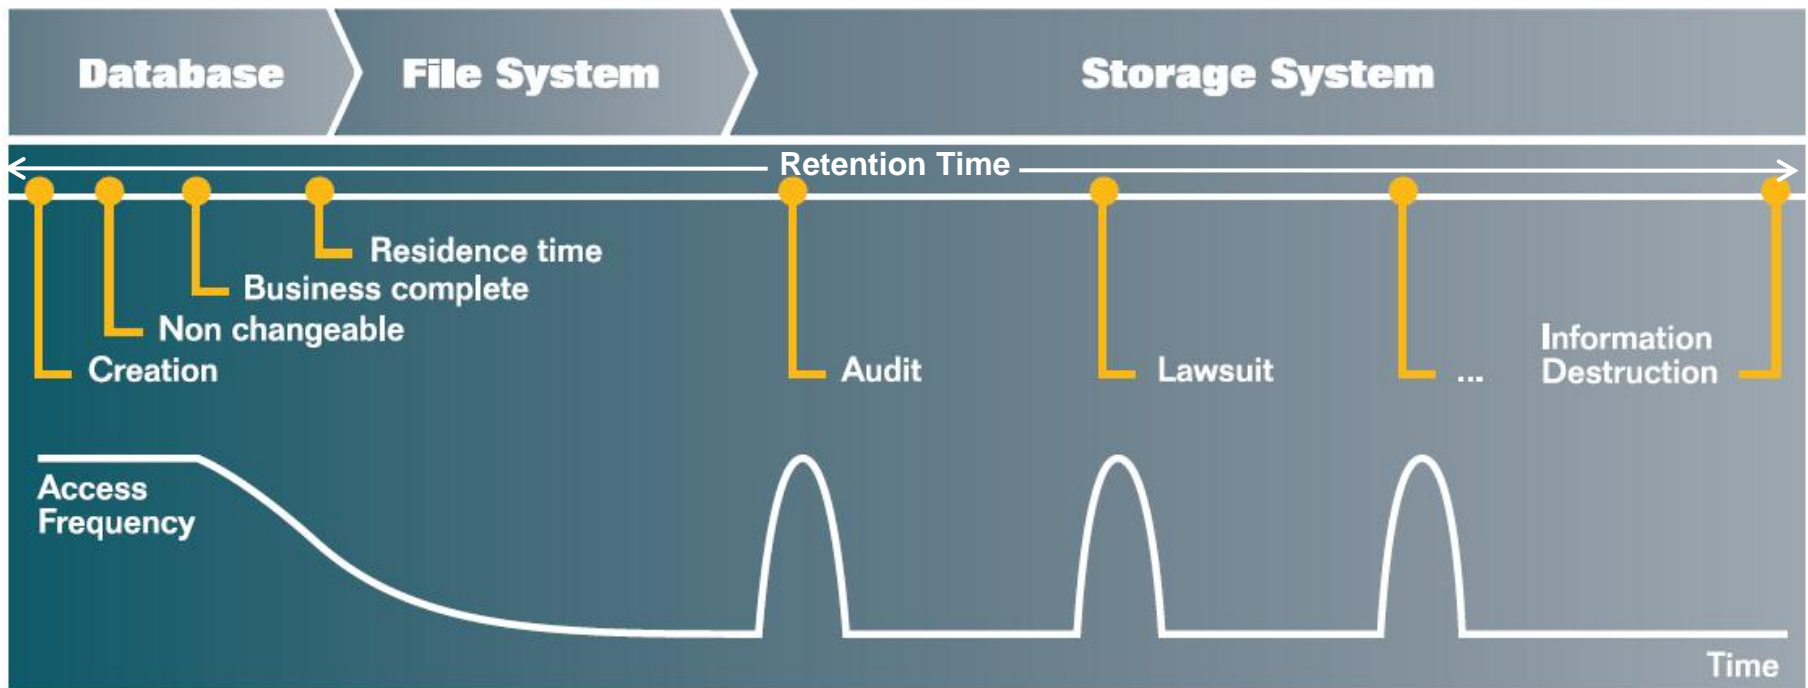 Database
File System
Storage System
Retention Time
Residence time
Business complete
Non changeable
Creation
Audit
Lawsuit
...
Information
Destruction
Access
Frequency
Time